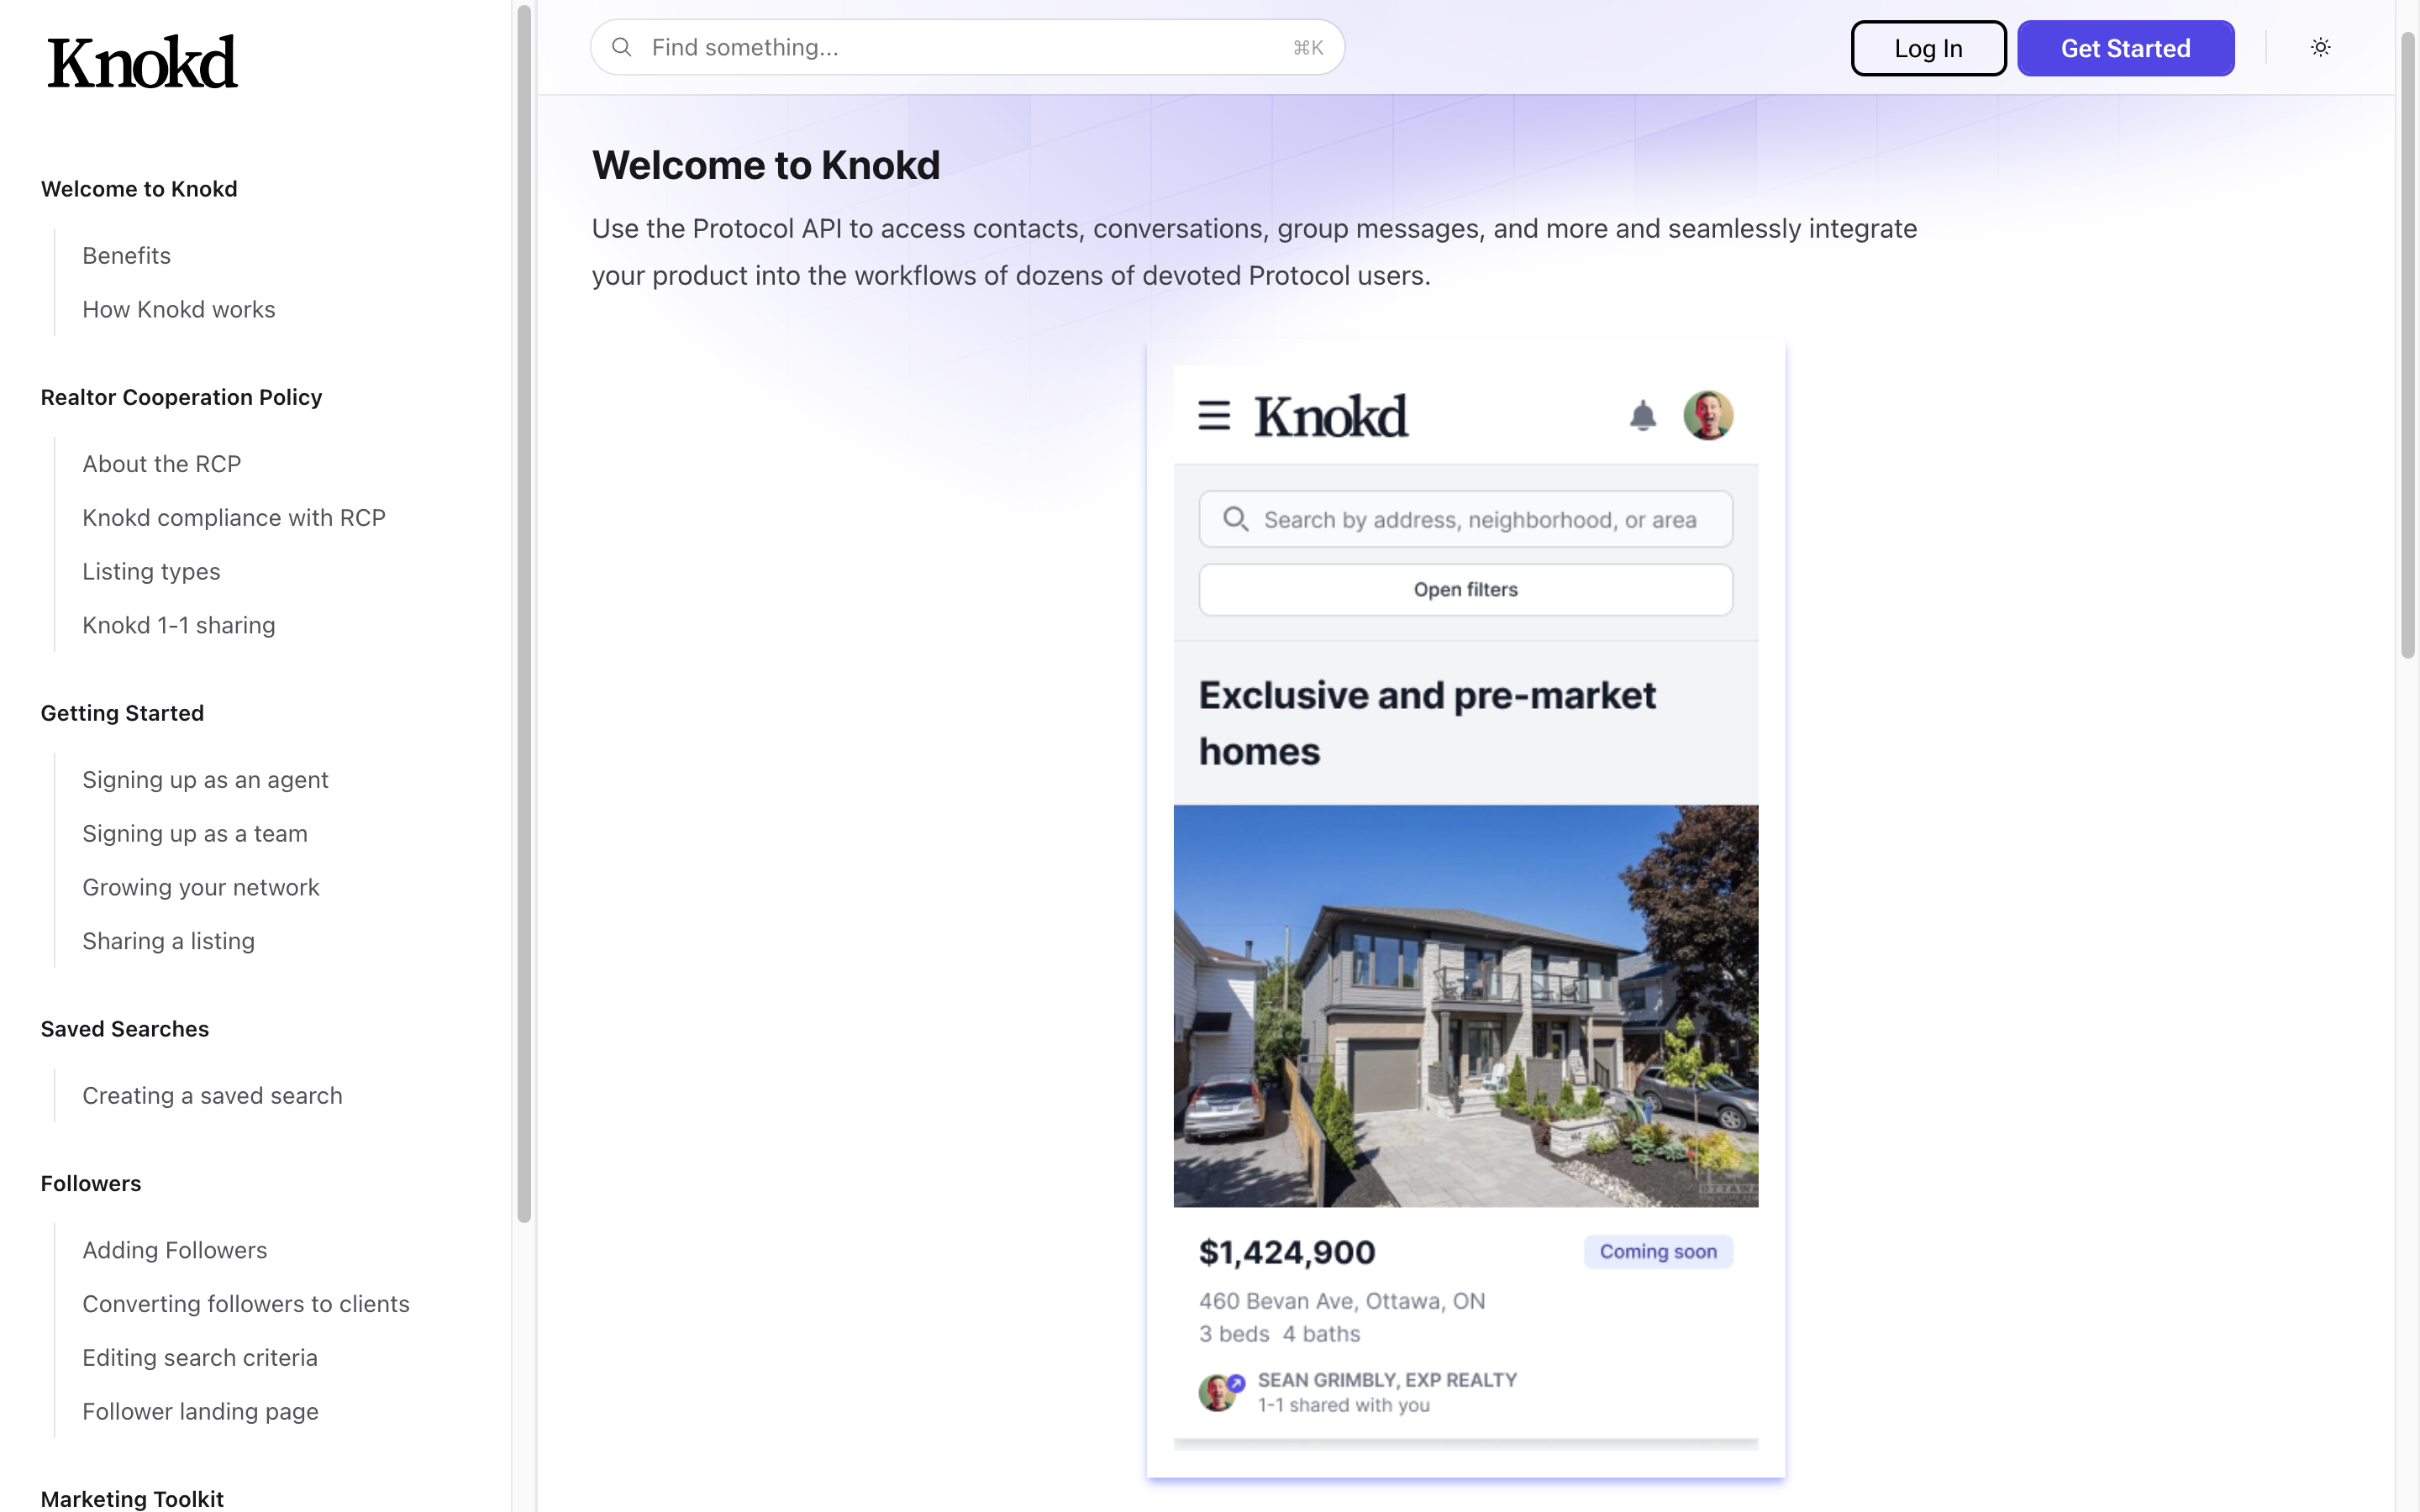 Knokd
Find something...
⌘K
Log In
Get Started
Welcome to Knokd
Benefits
How Knokd works
Realtor Cooperation Policy
About the RCP
Knokd compliance with RCP
Listing types
Knokd 1-1 sharing
Getting Started
Signing up as an agent
Signing up as a team
Growing your network
Sharing a listing
Saved Searches
Creating a saved search
Followers
Adding Followers
Converting followers to clients
Editing search criteria
Follower landing page
Marketing Toolkit
Welcome to Knokd
Use the Protocol API to access contacts, conversations, group messages, and more and seamlessly integrate
your product into the workflows of dozens of devoted Protocol users.
Knokd
Search by address, neighborhood, or area
Open filters
Exclusive and pre-market
homes
OTTAWA
$1,424,900
Coming soon
460 Bevan Ave, Ottawa, ON
3 beds 4 baths
SEAN GRIMBLY, EXP REALTY
1-1 shared with you